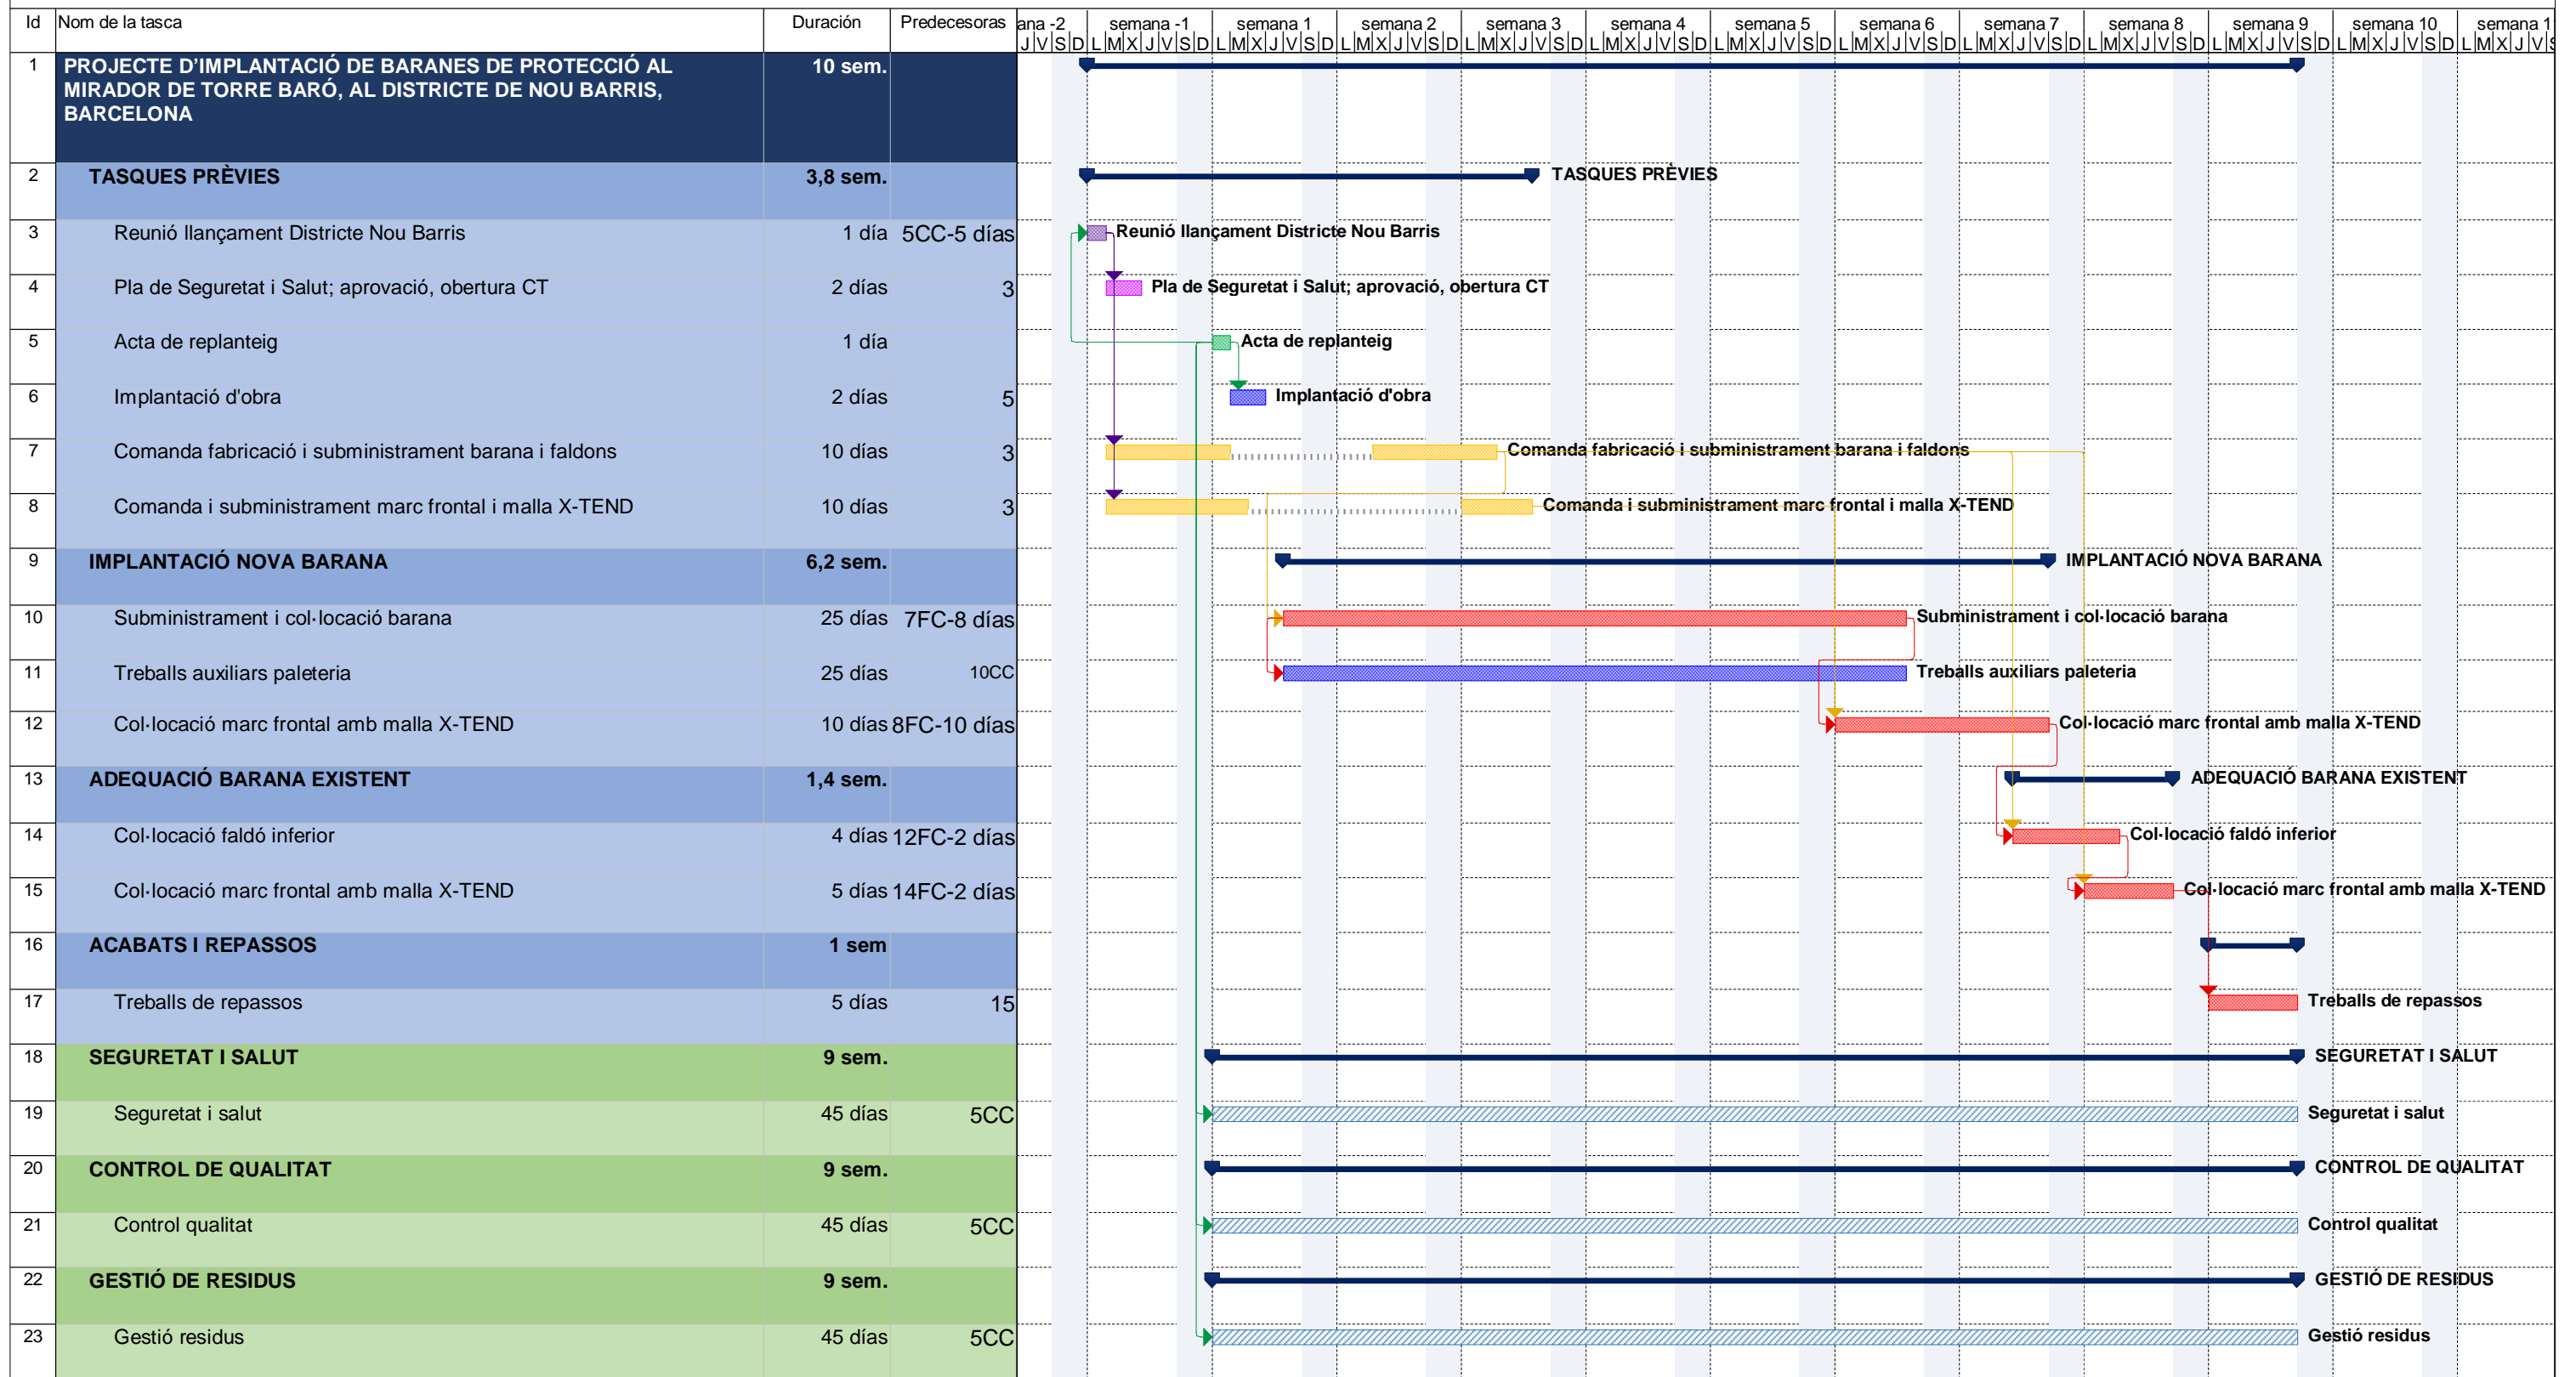 Id Nom de la tasca Duración Predecesoras ana -2 semana -1 semana 1 semana 2 semana 3 semana 4 semana 5 semana 6 semana 7 semana 8 semana 9 semana 10 semana 1
J V S D L M X J V S D L M X J V S D L M X J V S D L M X J V S D L M X J V S D L M X J V S D L M X J V S D L M X J V S D L M X J V S D L M X J V S D L M X J V S D L M X J V S
1 PROJECTE D'IMPLANTACIÓ DE BARANES DE PROTECCIÓ AL 10 sem.
MIRADOR DE TORRE BARÓ, AL DISTRICTE DE NOU BARRIS,
BARCELONA
2 TASQUES PRÈVIES 3,8 sem. TASQUES PRÈVIES
3 Reunió llançament Districte Nou Barris 1 día 5CC-5 días Reunió llançament Districte Nou Barris
4 Pla de Seguretat i Salut; aprovació, obertura CT 2 días 3 Pla de Seguretat i Salut; aprovació, obertura CT
5 Acta de replanteig 1 día Acta de replanteig
6 Implantació d'obra 2 días 5 Implantació d'obra
7 Comanda fabricació i subministrament barana i faldons 10 días 3 Comanda fabricació i subministrament barana i faldons
8 Comanda i subministrament marc frontal i malla X-TEND 10 días 3 Comanda i subministrament marc frontal i malla X-TEND
9 IMPLANTACIÓ NOVA BARANA 6,2 sem. IMPLANTACIÓ NOVA BARANA
10 Subministrament i col·locació barana 25 días 7FC-8 días Subministrament i col·locació barana
11 Treballs auxiliars paleteria 25 días 10CC Treballs auxiliars paleteria
12 Col·locació marc frontal amb malla X-TEND 10 días 8FC-10 días Col·locació marc frontal amb malla X-TEND
13 ADEQUACIÓ BARANA EXISTENT 1,4 sem. ADEQUACIÓ BARANA EXISTENT
14 Col·locació faldó inferior 4 días 12FC-2 días Col·locació faldó inferior
15 Col·locació marc frontal amb malla X-TEND 5 días 14FC-2 días Col·locació marc frontal amb malla X-TEND
16 ACABATS I REPASSOS 1 sem
17 Treballs de repassos 5 días 15 Treballs de repassos
18 SEGURETAT I SALUT 9 sem. SEGURETAT I SALUT
19 Seguretat i salut 45 días 5CC Seguretat i salut
20 CONTROL DE QUALITAT 9 sem. CONTROL DE QUALITAT
21 Control qualitat 45 días 5CC Control qualitat
22 GESTIÓ DE RESIDUS 9 sem. GESTIÓ DE RESIDUS
23 Gestió residus 45 días 5CC Gestió residus